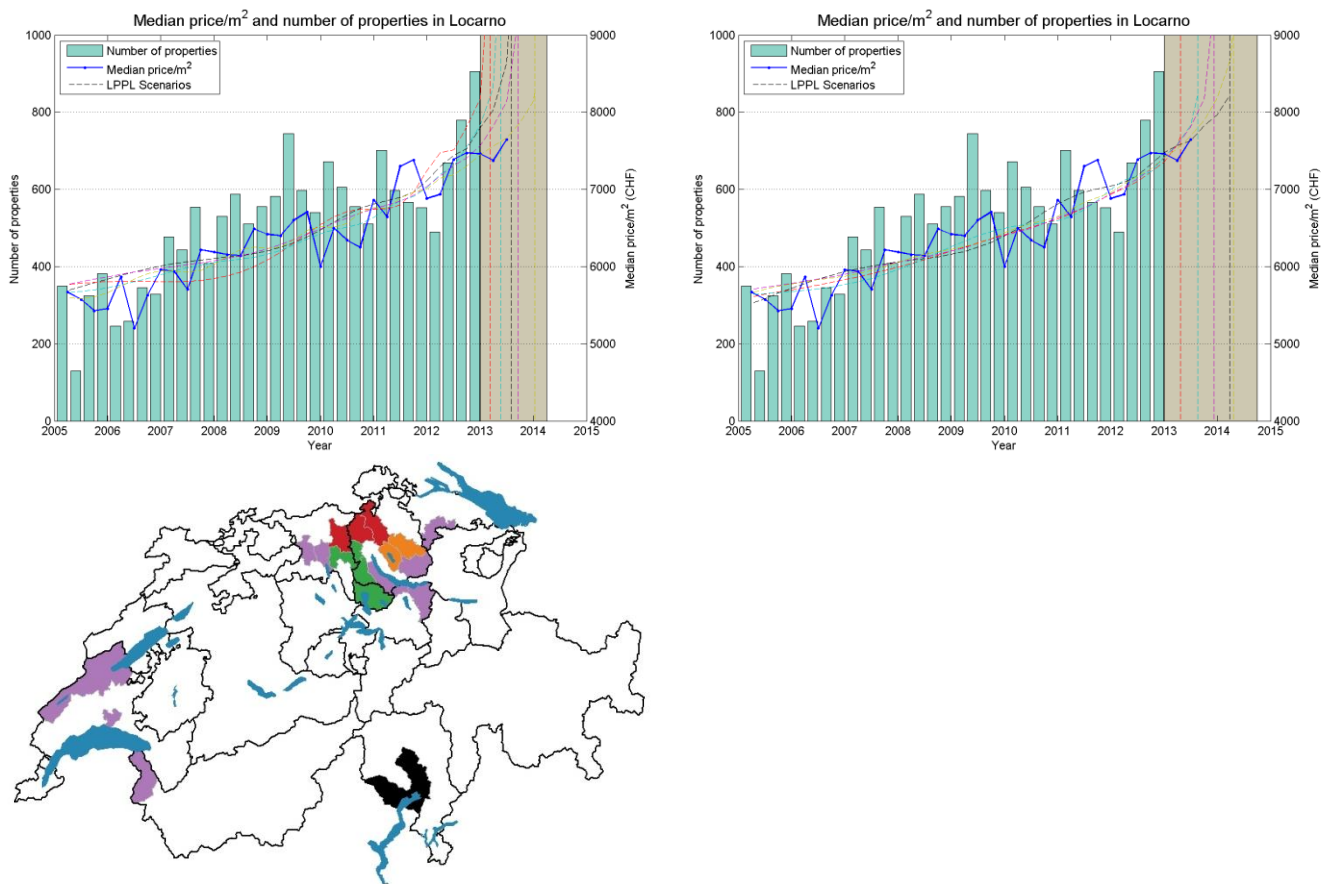 Median price/m² and number of properties in Locarno
1000
800
600
400
200
0
Number of properties
9000
8000
7000
6000
5000
4000
Median price/m² (CHF)
Number of properties
Median price/m²
LPPL Scenarios
2005 2006 2007 2008 2009 2010 2011 2012 2013 2014 2015
Year
Median price/m² and number of properties in Locarno
1000
800
600
400
200
0
Number of properties
9000
8000
7000
6000
5000
4000
Median price/m² (CHF)
Number of properties
Median price/m²
LPPL Scenarios
2005 2006 2007 2008 2009 2010 2011 2012 2013 2014 2015
Year